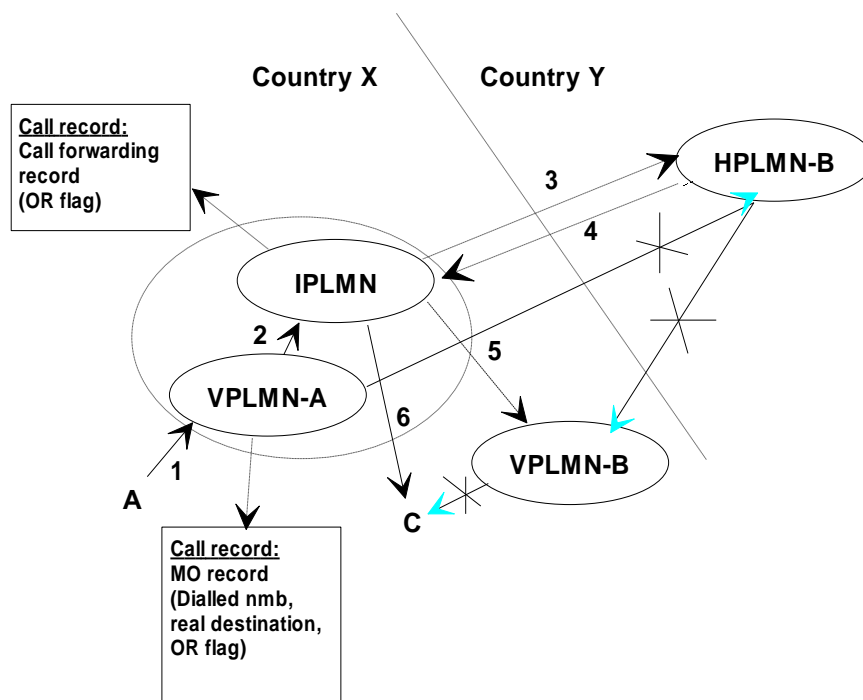 Country X
Country Y
Call record:
Call forwarding
record
(OR flag)
HPLMN-B
3
4
IPLMN
2
5
VPLMN-A
6
1
VPLMN-B
A
C
Call record:
MO record
(Dialled nmb,
real destination,
OR flag)